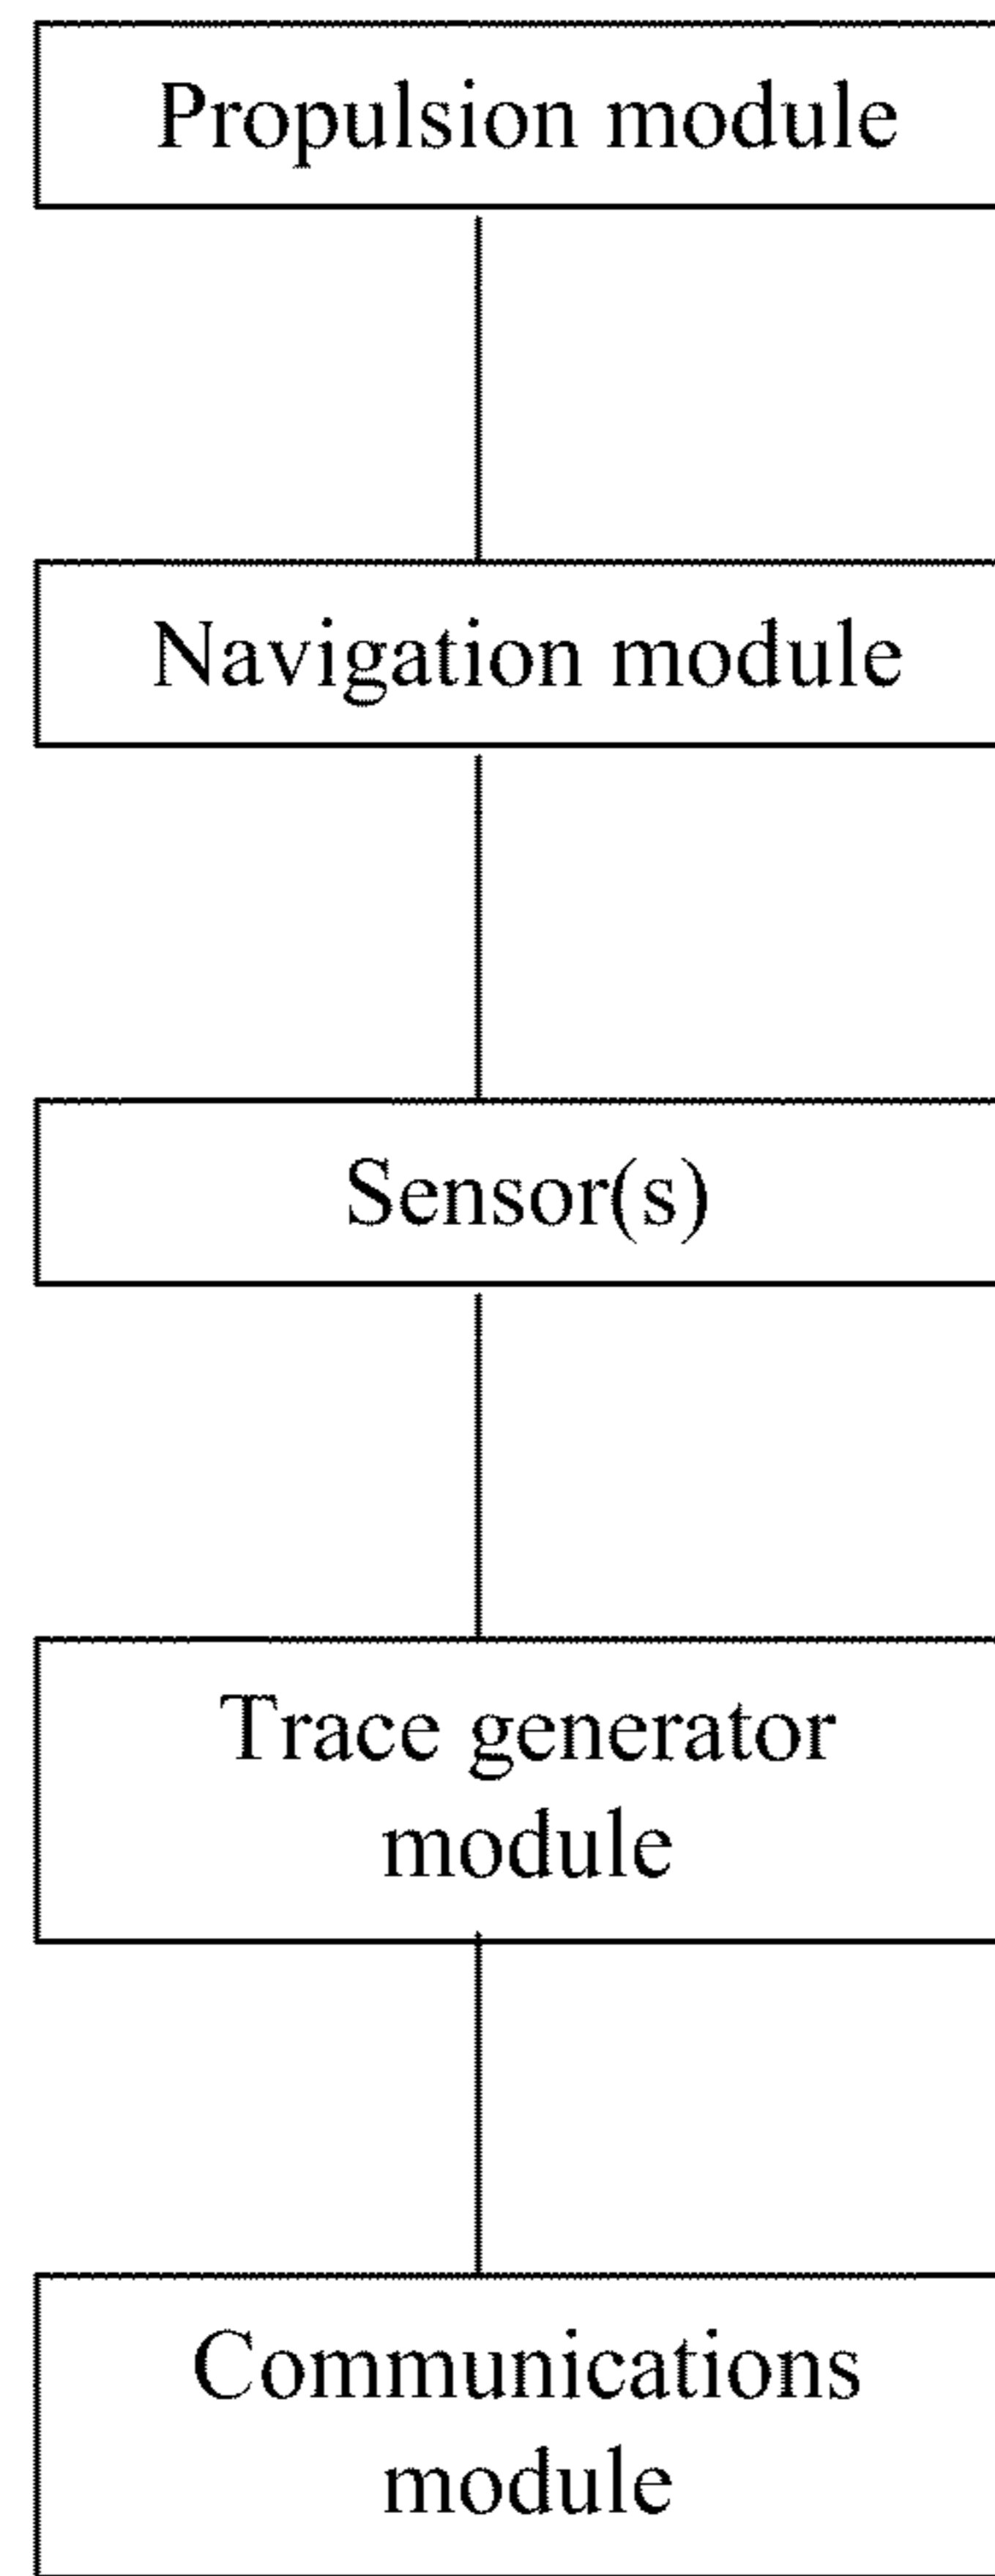 Propulsion module
Navigation module
Sensor(s)
Trace generator
module
Communications
module